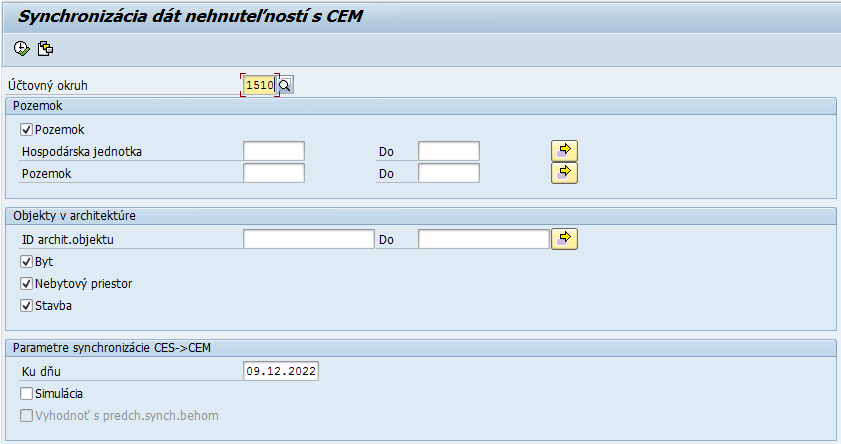 Synchronizácia dát nehnuteľností s CEM
Účtovný okruh 1510
Pozemok
Pozemok
Hospodárska jednotka Do
Pozemok Do
Objekty v architektúre
ID archit.objektu Do
Byt
Nebytový priestor
Stavba
Parametre synchronizácie CES->CEM
Ku dňu 09.12.2022
Simulácia
Vyhodnoť s predch.synch.behom